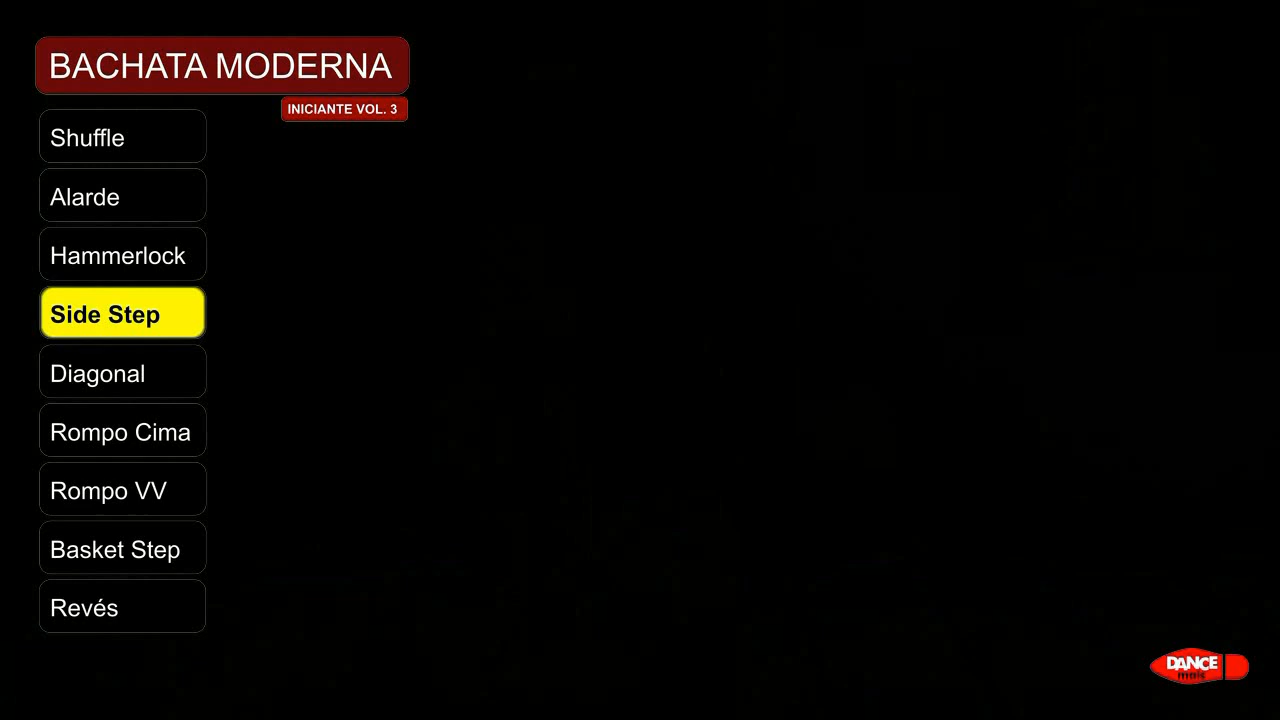 BACHATA MODERNA
INICIANTE VOL. 3
Shuffle
Alarde
Hammerlock
Side Step
Diagonal
Rompo Cima
Rompo VV
Basket Step
Revés
DANCE
mais